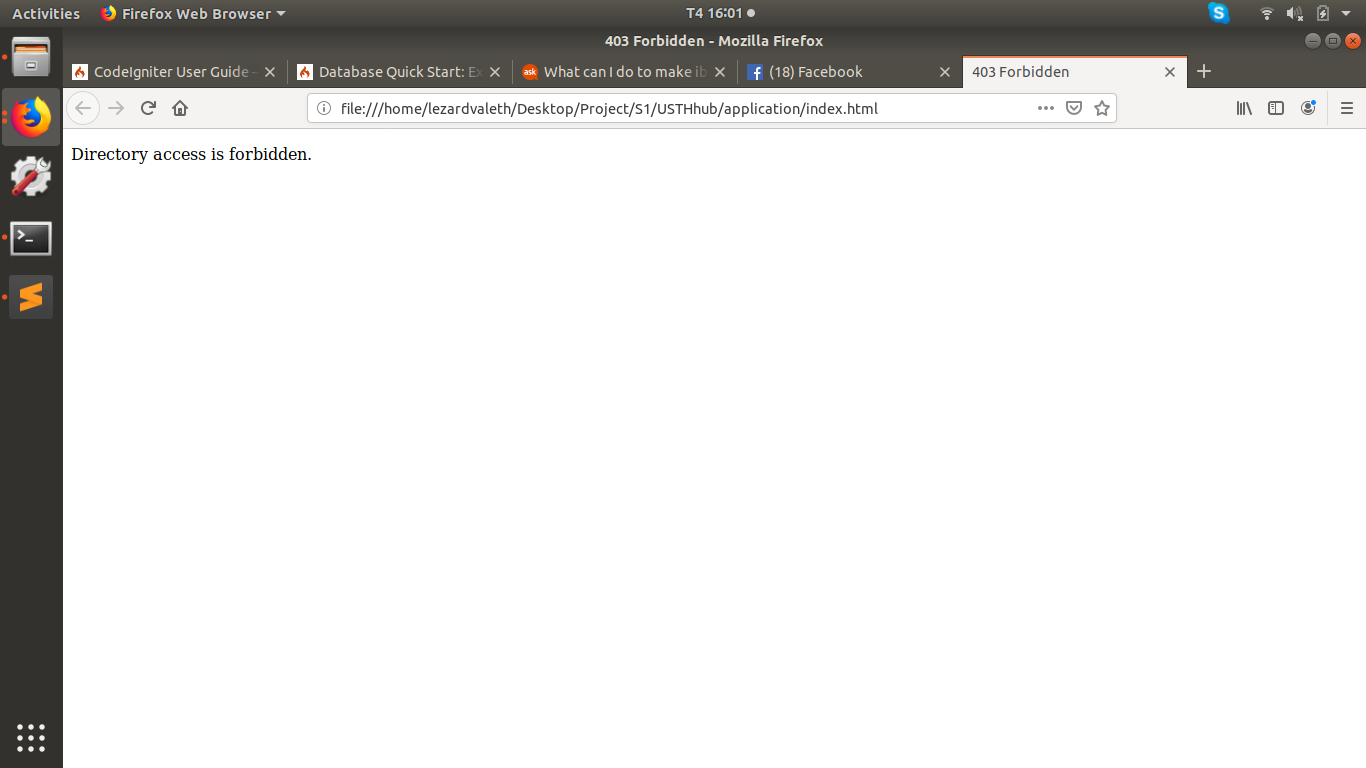 Activities
Firefox Web Browser
T4 16:01
403 Forbidden - Mozilla Firefox
CodeIgniter User Guide
Database Quick Start: Ex
ask
What can I do to make ib
(18) Facebook
403 Forbidden
file:///home/lezardvaleth/Desktop/Project/S1/USTHhub/application/index.html
Directory access is forbidden.